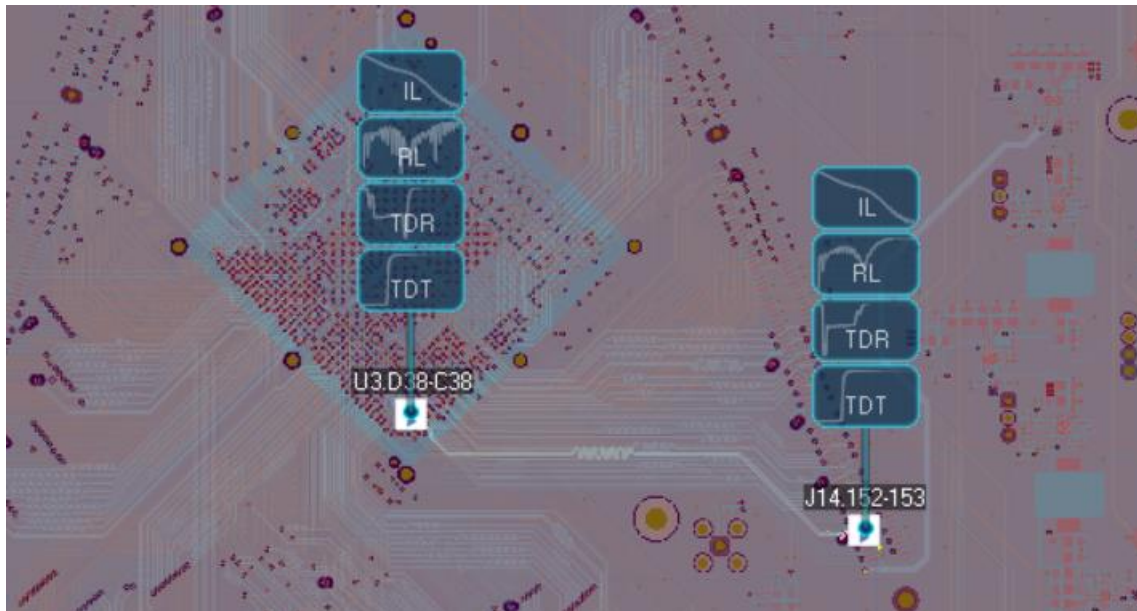 IL
RL
TDR
TDT
U3.D38-C38
IL
RL
TDR
TDT
J14.152-153